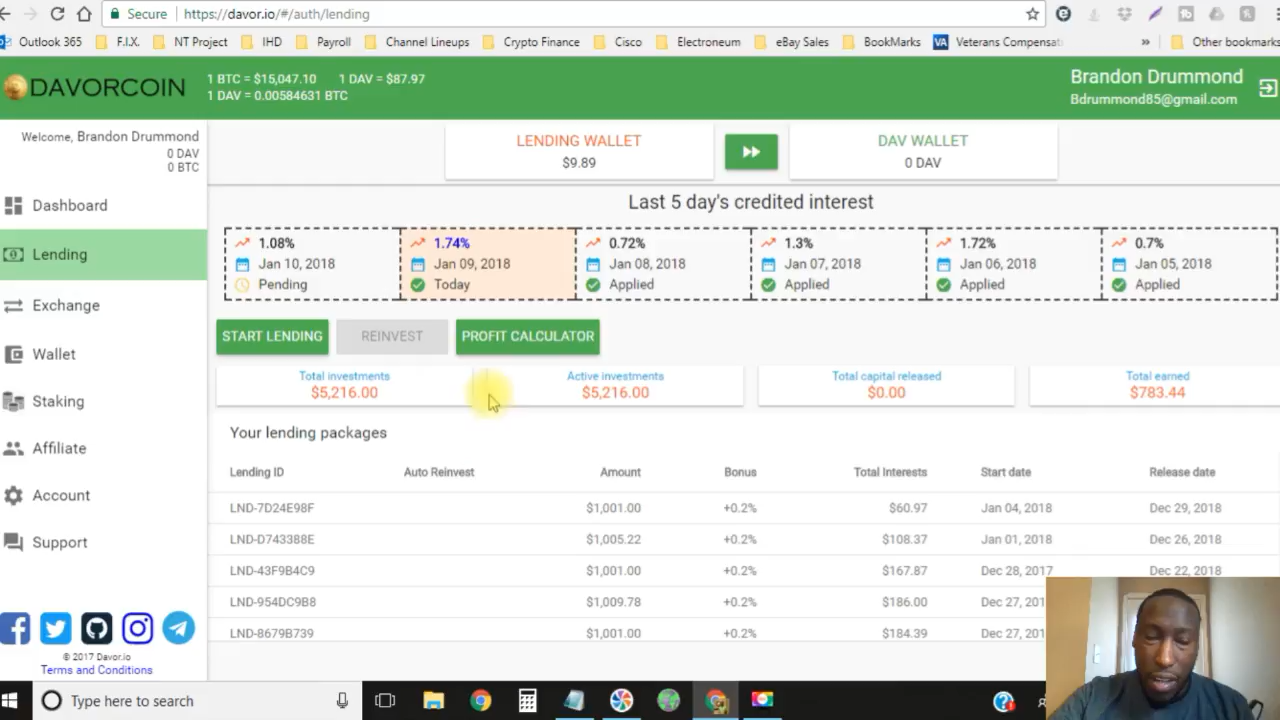 Secure https://davor.io/#/auth/lending
Outlook 365 F.I.X. NT Project IHD Payroll Channel Lineups Crypto Finance Cisco Electroneum eBay Sales BookMarks VA Veterans Compensati » Other bookmarks
DAVORCOIN
1 BTC = $15,047.10 1 DAV = $87.97
1 DAV = 0.00584631 BTC
Brandon Drummond
Bdrummond85@gmail.com
Welcome, Brandon Drummond
0 DAV
0 BTC
Dashboard
Lending
Exchange
Wallet
Staking
Affiliate
Account
Support
© 2017 Davor.io
Terms and Conditions
LENDING WALLET
$9.89
DAV WALLET
0 DAV
Last 5 day's credited interest
1.08%
Jan 10, 2018
Pending
1.74%
Jan 09, 2018
Today
0.72%
Jan 08, 2018
Applied
1.3%
Jan 07, 2018
Applied
1.72%
Jan 06, 2018
Applied
0.7%
Jan 05, 2018
Applied
START LENDING REINVEST PROFIT CALCULATOR
Total investments
$5,216.00
Active investments
$5,216.00
Total capital released
$0.00
Total earned
$783.44
Your lending packages
Lending ID Auto Reinvest Amount Bonus Total Interests Start date Release date
LND-7D24E98F $1,001.00 +0.2% $60.97 Jan 04, 2018 Dec 29, 2018
LND-D743388E $1,005.22 +0.2% $108.37 Jan 01, 2018 Dec 26, 2018
LND-43F9B4C9 $1,001.00 +0.2% $167.87 Dec 28, 2017 Dec 22, 2018
LND-954DC9B8 $1,009.78 +0.2% $186.00 Dec 27, 201
LND-8679B739 $1,001.00 +0.2% $184.39 Dec 27, 201
Type here to search